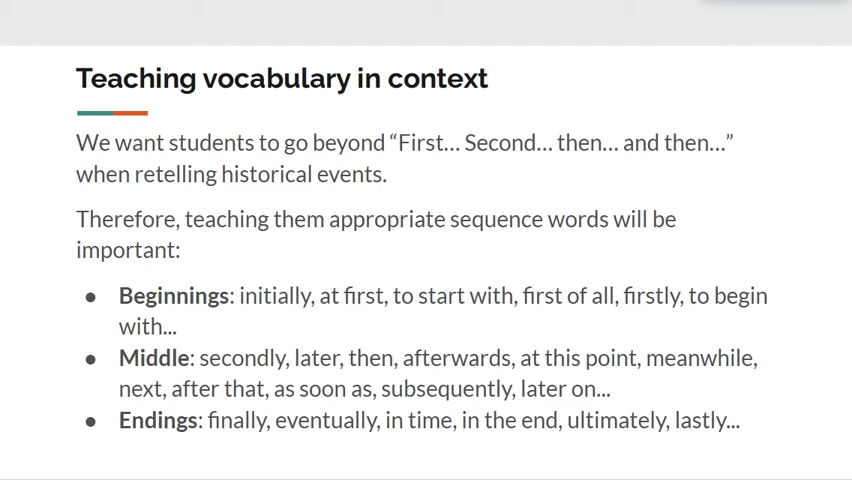 Teaching vocabulary in context
We want students to go beyond “First... Second... then... and then...”
when retelling historical events.
Therefore, teaching them appropriate sequence words will be
important:
● Beginnings: initially, at first, to start with, first of all, firstly, to begin
with...
● Middle: secondly, later, then, afterwards, at this point, meanwhile,
next, after that, as soon as, subsequently, later on...
● Endings: finally, eventually, in time, in the end, ultimately, lastly...